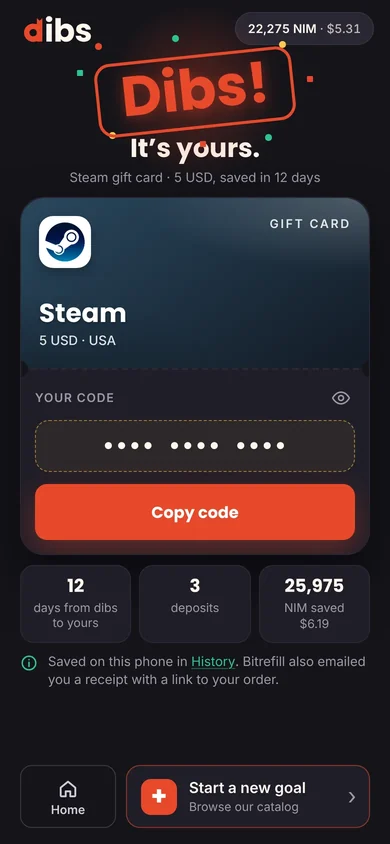 dibs
22,275 NIM · $5.31
Dibs!
It's yours.
Steam gift card · 5 USD, saved in 12 days
GIFT CARD
Steam
5 USD · USA
YOUR CODE
•••• •••• ••••
Copy code
12
days from dibs
to yours
3
deposits
25,975
NIM saved
$6.19
Saved on this phone in History. Bitrefill also emailed
you a receipt with a link to your order.
Home
Start a new goal
Browse our catalog